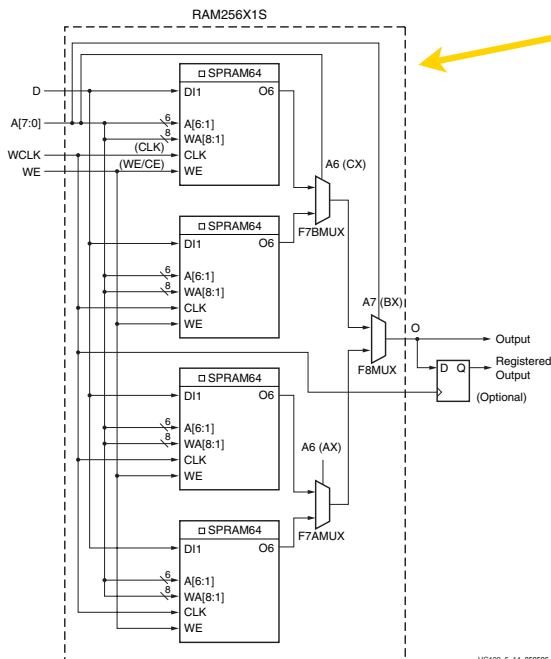 RAM256X1S
SPRAM64
D
DI1
O6
A[7:0]
6
A[6:1]
8
WA[8:1]
A6 (CX)
WCLK
(CLK)
CLK
WE
(WE/CE)
WE
F7BMUX
SPRAM64
DI1
O6
6
A[6:1]
8
WA[8:1]
A7 (BX)
CLK
WE
O
Output
F8MUX
D Q
Registered
Output
(Optional)
SPRAM64
DI1
O6
6
A[6:1]
8
WA[8:1]
A6 (AX)
CLK
WE
F7AMUX
SPRAM64
DI1
O6
6
A[6:1]
8
WA[8:1]
CLK
WE